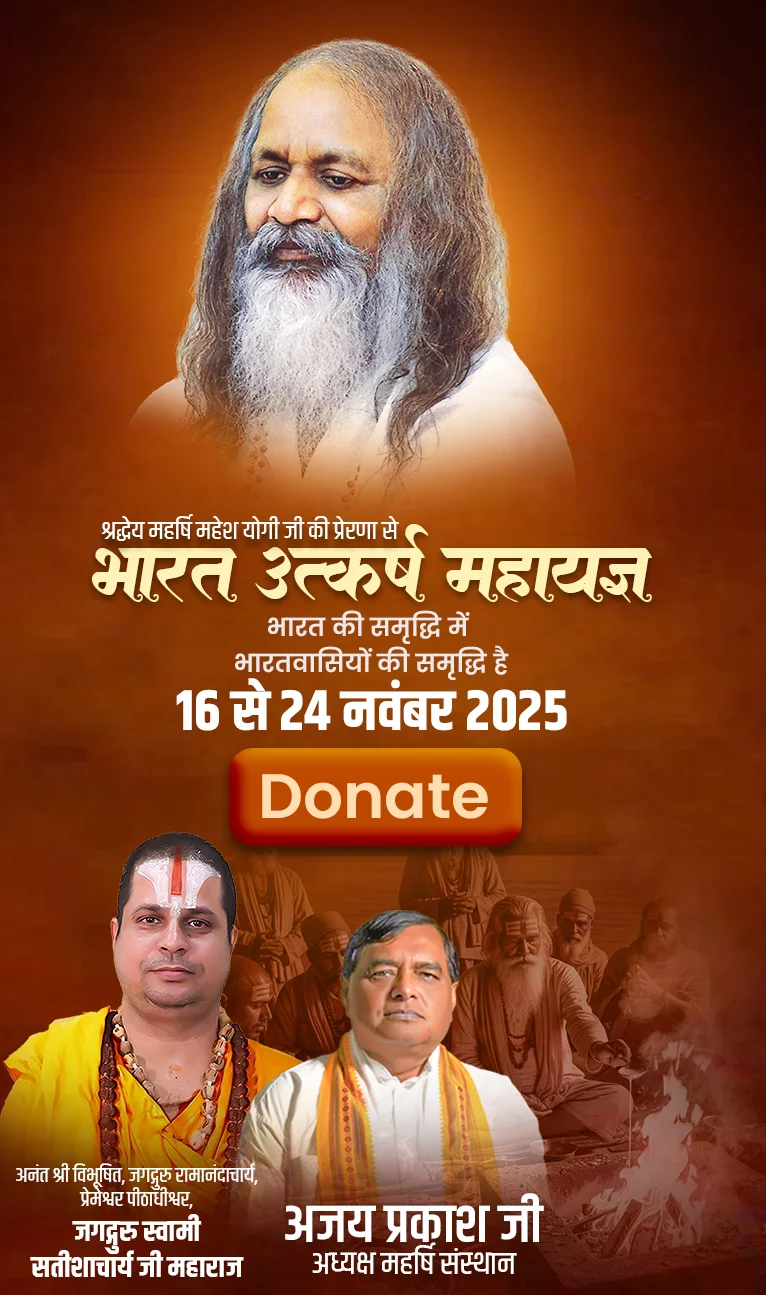 श्रद्धेय महर्षि महेश योगी जी की प्रेरणा से
भारत उत्कर्ष महायज्ञ
भारत की समृद्धि में
भारतवासियों की समृद्धि है
16 से 24 नवंबर 2025
Donate
अनंत श्री विभूषित, जगद्गुरु रामानंदाचार्य,
प्रेमेश्वर पीठाधीश्वर,
जगद्गुरु स्वामी
सतीशाचार्य जी महाराज
अजय प्रकाश जी
अध्यक्ष महर्षि संस्थान